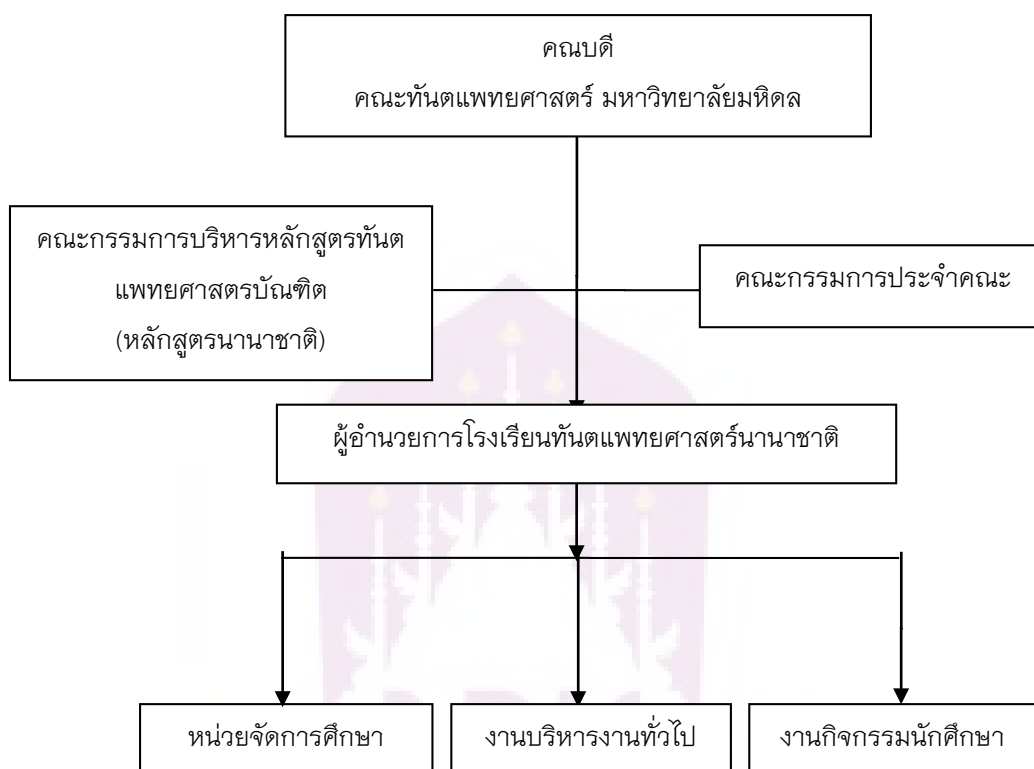 คณบดี
คณะทันตแพทยศาสตร์ มหาวิทยาลัยมหิดล
คณะกรรมการบริหารหลักสูตรทันต
แพทยศาสตรบัณฑิต
(หลักสูตรนานาชาติ)
คณะกรรมการประจำคณะ
ผู้อำนวยการโรงเรียนทันตแพทยศาสตร์นานาชาติ
หน่วยจัดการศึกษา
งานบริหารงานทั่วไป
งานกิจกรรมนักศึกษา